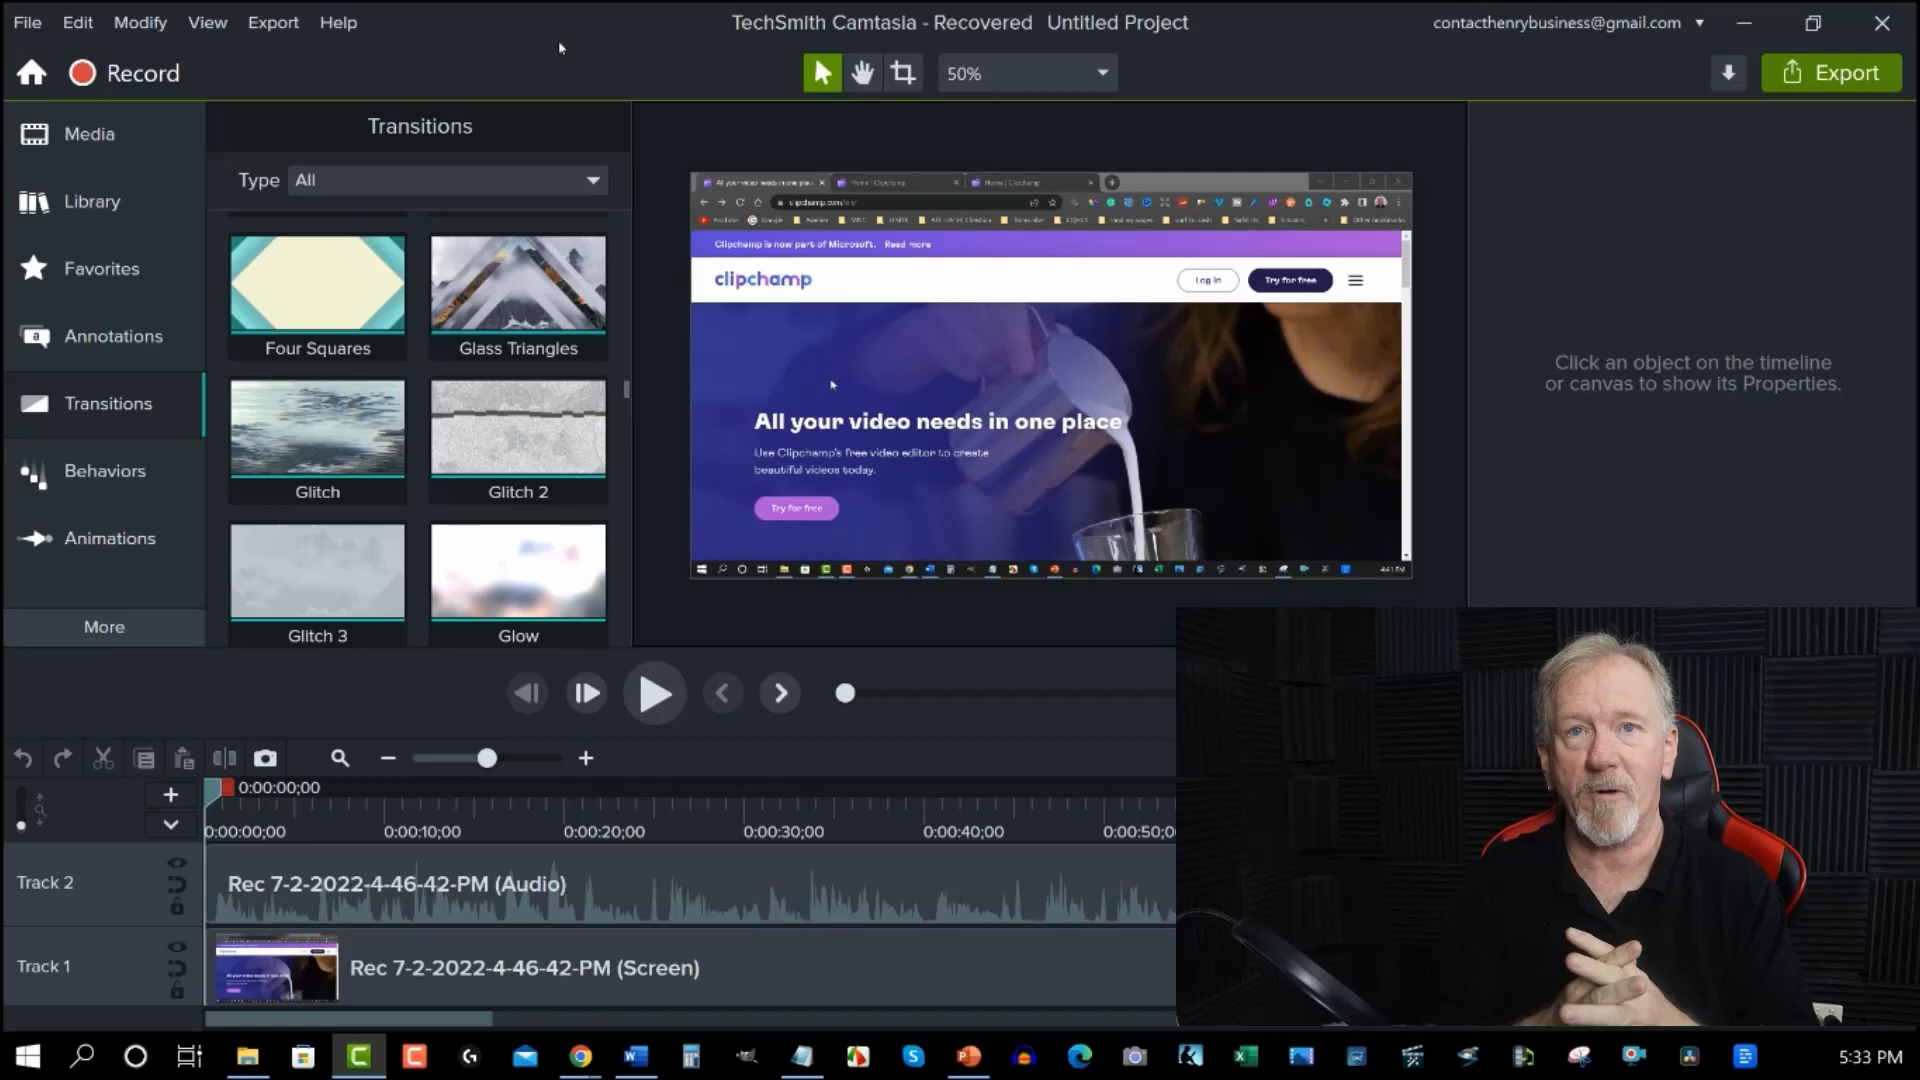 File Edit Modify View Export Help
TechSmith Camtasia - Recovered Untitled Project
contacthenrybusiness@gmail.com
Record
50%
Export
Media
Library
Favorites
Annotations
Transitions
Behaviors
Animations
More
Transitions
Type All
Four Squares Glass Triangles
Glitch Glitch 2
Glitch 3 Glow
Home | Clipchamp
Home | Clipchamp
Clipchamp is now part of Microsoft. Read more
clipchamp
Log in
Try for free
All your video needs in one place
Use Clipchamp's free video editor to create
beautiful videos today.
Try for free
4:41 PM
Click an object on the timeline
or canvas to show its Properties.
0:00:00;00
0:00:00;00 0:00:10;00 0:00:20;00 0:00:30;00 0:00:40;00
Track 2
Rec 7-2-2022-4-46-42-PM (Audio)
Track 1
Rec 7-2-2022-4-46-42-PM (Screen)
5:33 PM